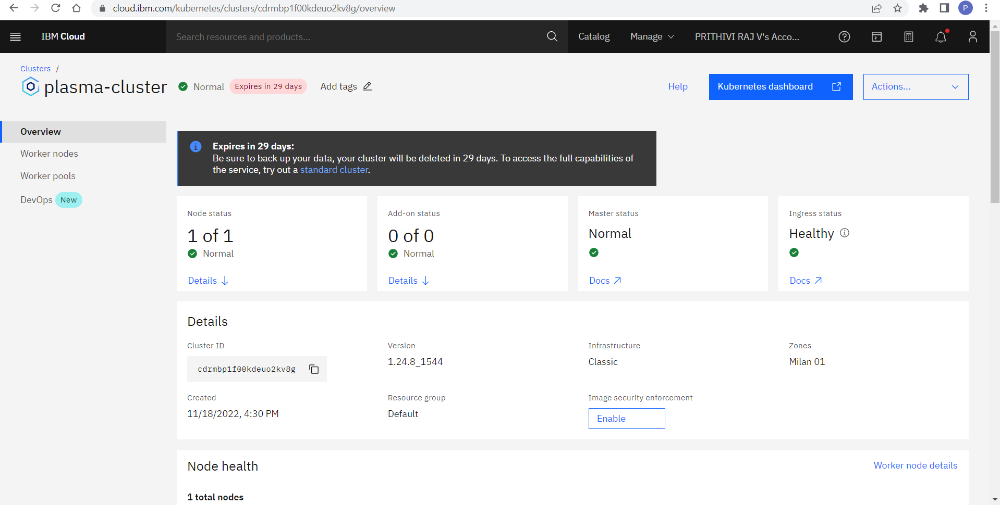 cloud.ibm.com/kubernetes/clusters/cdrmbp1f00kdeuo2kv8g/overview
P
IBM Cloud
Search resources and products...
Catalog
Manage
PRITHIVI RAJ V's Acco...
Clusters /
plasma-cluster
Normal
Expires in 29 days
Add tags
Help
Kubernetes dashboard
Actions...
Overview
Worker nodes
Worker pools
DevOps New
Expires in 29 days:
Be sure to back up your data, your cluster will be deleted in 29 days. To access the full capabilities of
the service, try out a standard cluster.
Node status
1 of 1
Normal
Details
Add-on status
0 of 0
Normal
Details
Master status
Normal
Docs
Ingress status
Healthy
Docs
Details
Cluster ID
cdrmbp1f00kdeuo2kv8g
Version
1.24.8_1544
Infrastructure
Classic
Zones
Milan 01
Created
11/18/2022, 4:30 PM
Resource group
Default
Image security enforcement
Enable
Node health
Worker node details
1 total nodes